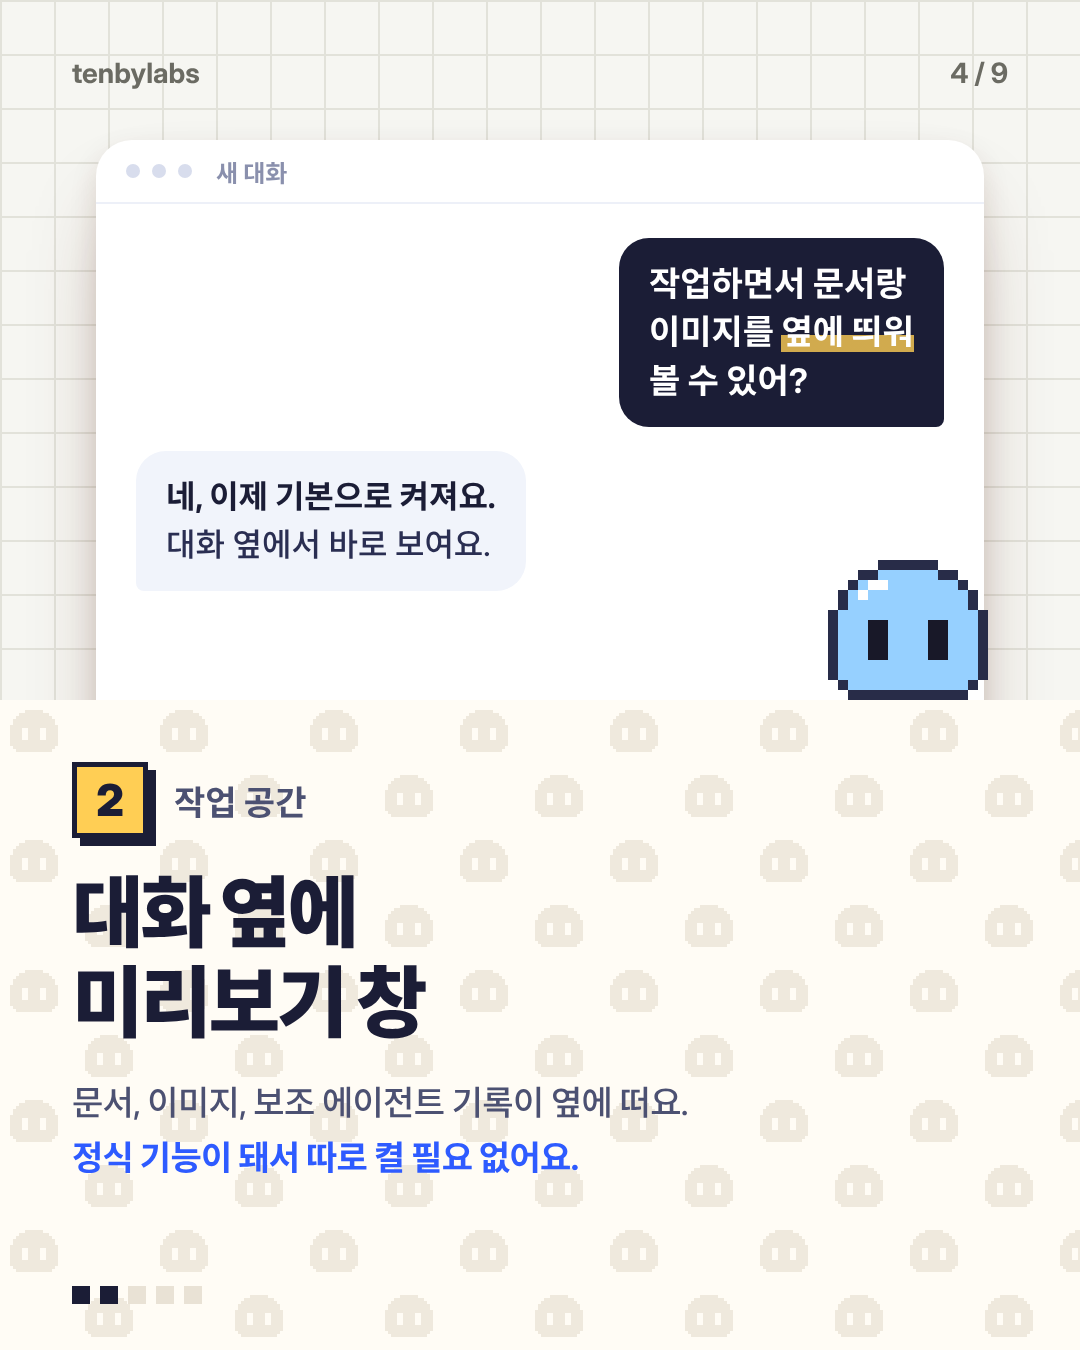 tenbylabs
4 / 9
새 대화
작업하면서 문서랑
이미지를 옆에 띄워
볼 수 있어?
네, 이제 기본으로 켜져요.
대화 옆에서 바로 보여요.
2
작업 공간
대화 옆에
미리보기 창
문서, 이미지, 보조 에이전트 기록이 옆에 떠요.
정식 기능이 돼서 따로 켤 필요 없어요.